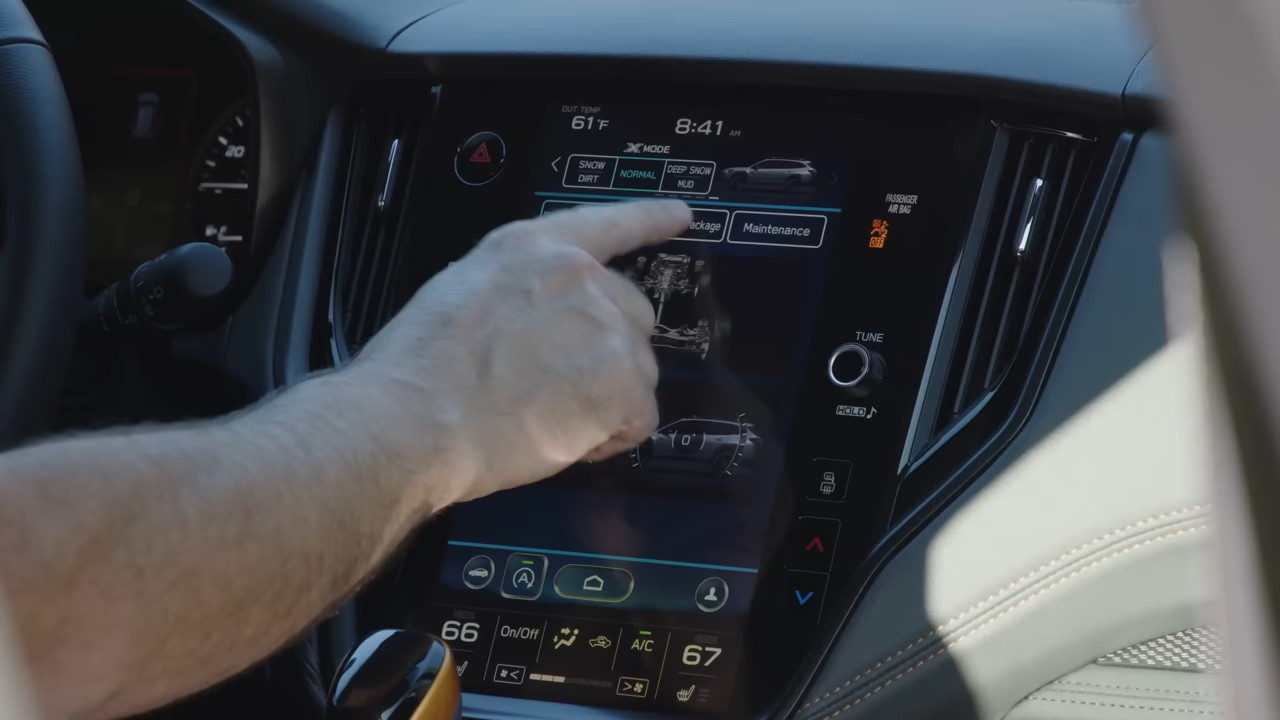 OUT TEMP
61°F
8:41 AM
X MODE
SNOW
DIRT
NORMAL
DEEP SNOW
MUD
PASSENGER
AIR BAG
OFF
ackage
Maintenance
20
TUNE
HOLD
0°
A
66
On/Off
A/C
67